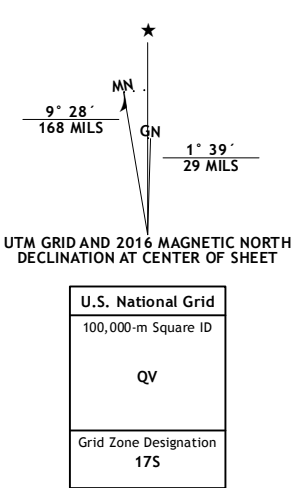 ★
MN
GN
9° 28´
168 MILS
1° 39´
29 MILS
UTM GRID AND 2016 MAGNETIC NORTH
DECLINATION AT CENTER OF SHEET
U.S. National Grid
100,000-m Square ID
QV
Grid Zone Designation
17S